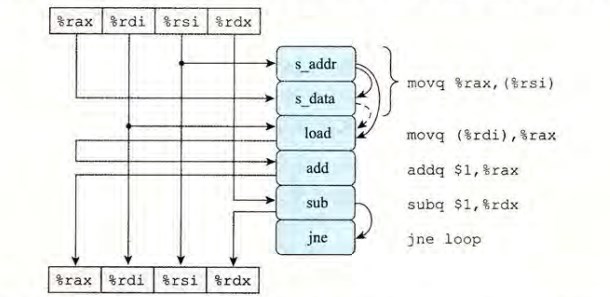 %rax %rdi %rsi %rdx
s_addr
s_data
movq %rax,(%rsi)
load movq (%rdi),%rax
add addq $1,%rax
sub subq $1,%rdx
jne jne loop
%rax %rdi %rsi %rdx